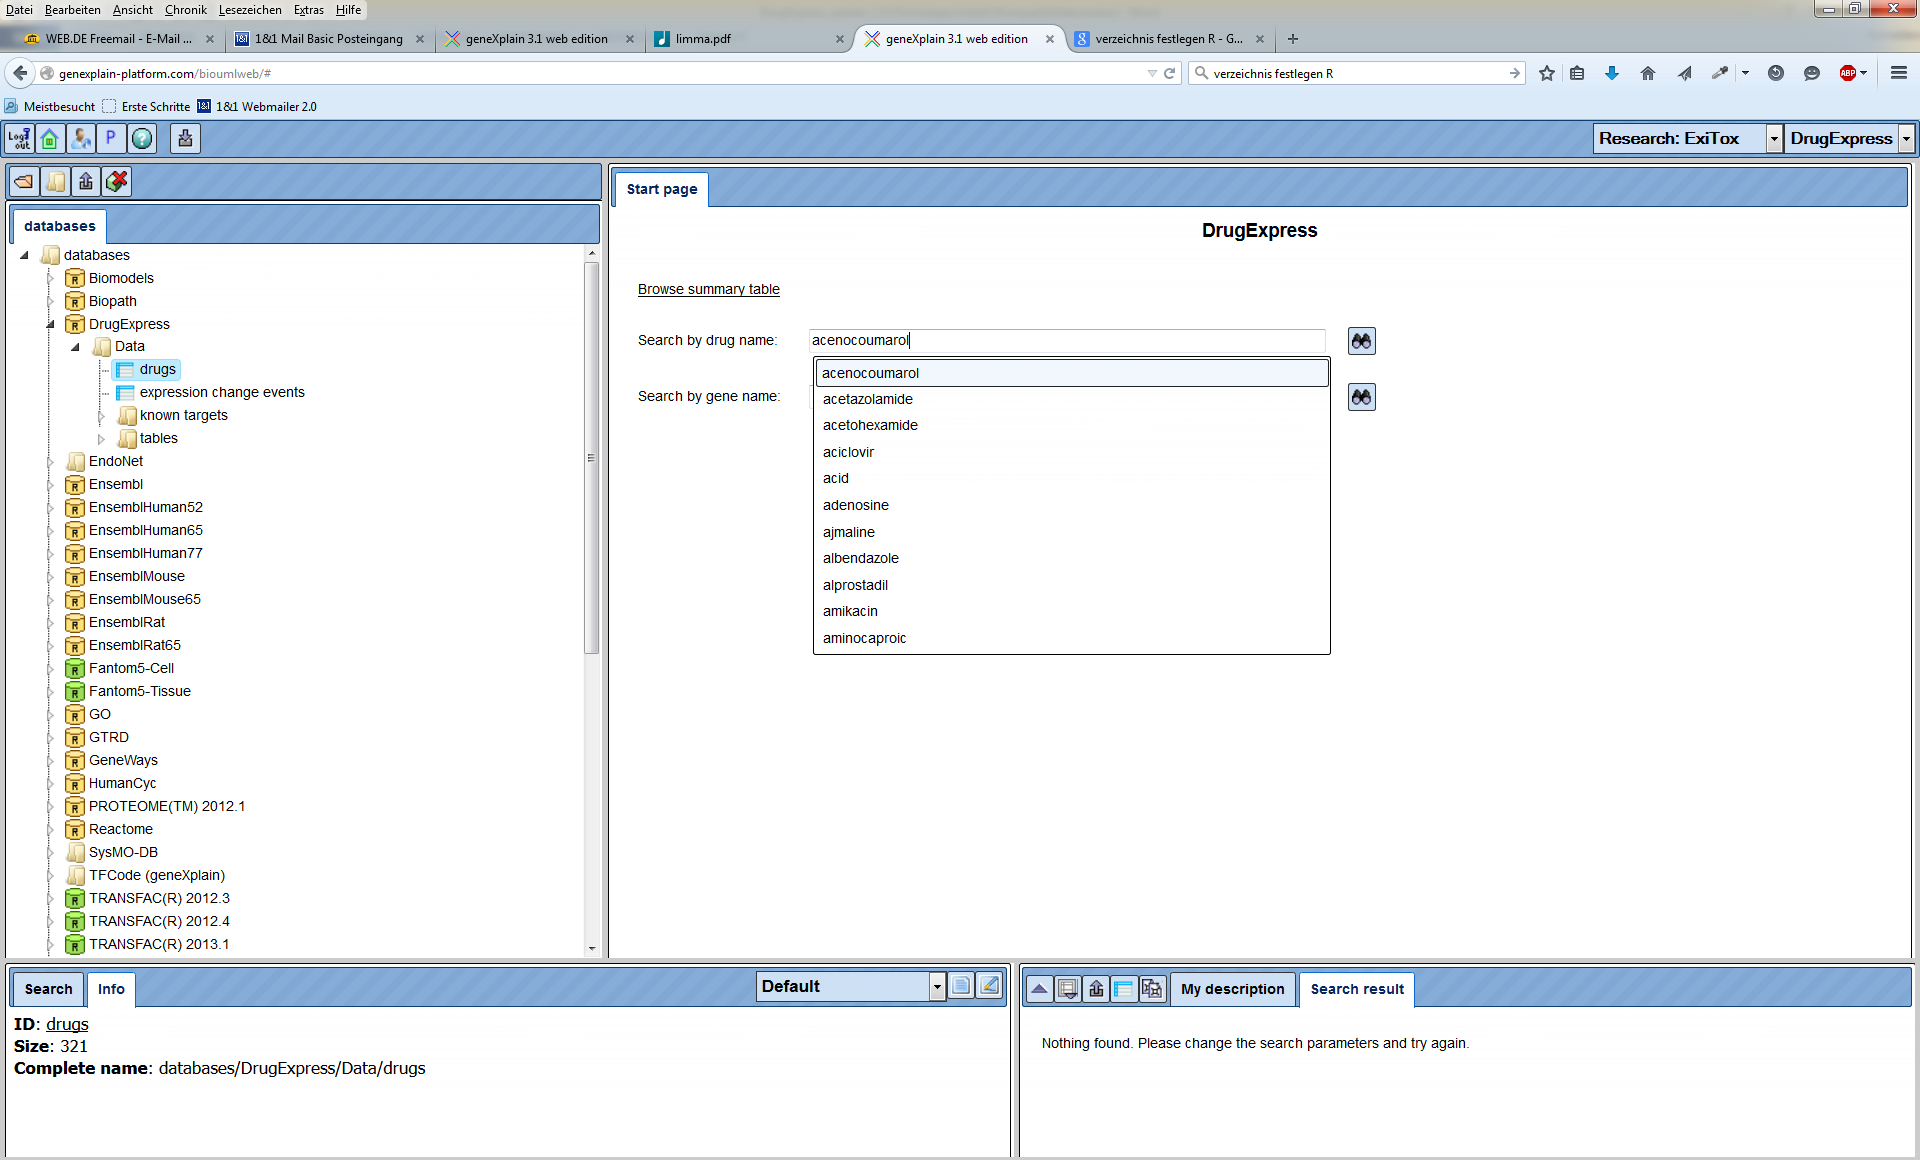 Datei Bearbeiten Ansicht Chronik Lesezeichen Extras Hilfe
WEB.DE Freemail - E-Mail ... 1&1 Mail Basic Posteingang geneXplain 3.1 web edition limma.pdf geneXplain 3.1 web edition verzeichnis festlegen R - G...
genexplain-platform.com/bioumlweb/# verzeichnis festlegen R ABP
Meistbesucht Erste Schritte 1&1 Webmailer 2.0
Log out P ? Research: ExiTox DrugExpress
Start page
databases
DrugExpress
databases
Biomodels
Biopath
DrugExpress
Data
drugs
expression change events
known targets
tables
EndoNet
Ensembl
EnsemblHuman52
EnsemblHuman65
EnsemblHuman77
EnsemblMouse
EnsemblMouse65
EnsemblRat
EnsemblRat65
Fantom5-Cell
Fantom5-Tissue
GO
GTRD
GeneWays
HumanCyc
PROTEOME(TM) 2012.1
Reactome
SysMO-DB
TFCode (geneXplain)
TRANSFAC(R) 2012.3
TRANSFAC(R) 2012.4
TRANSFAC(R) 2013.1
Browse summary table
Search by drug name: acenocoumarol
Search by gene name:
acenocoumarol
acetazolamide
acetohexamide
aciclovir
acid
adenosine
ajmaline
albendazole
alprostadil
amikacin
aminocaproic
Search Info Default
ID: drugs
Size: 321
Complete name: databases/DrugExpress/Data/drugs
My description Search result
Nothing found. Please change the search parameters and try again.